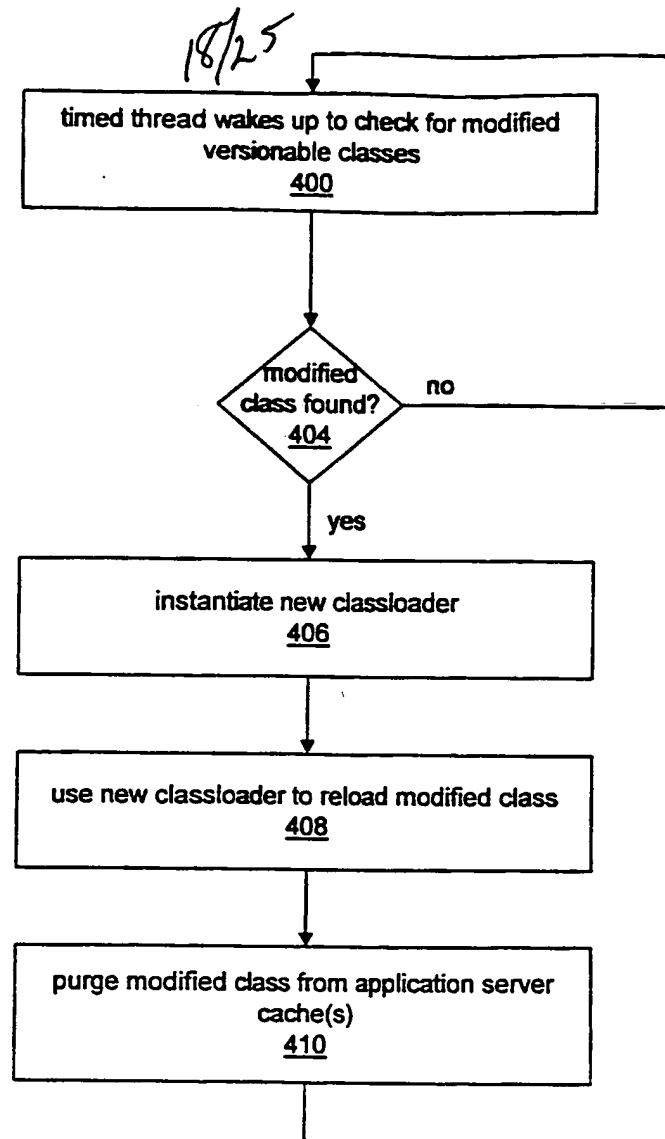 18/25
timed thread wakes up to check for modified
versionable classes
400
modified
class found?
404
no
yes
instantiate new classloader
406
use new classloader to reload modified class
408
purge modified class from application server
cache(s)
410